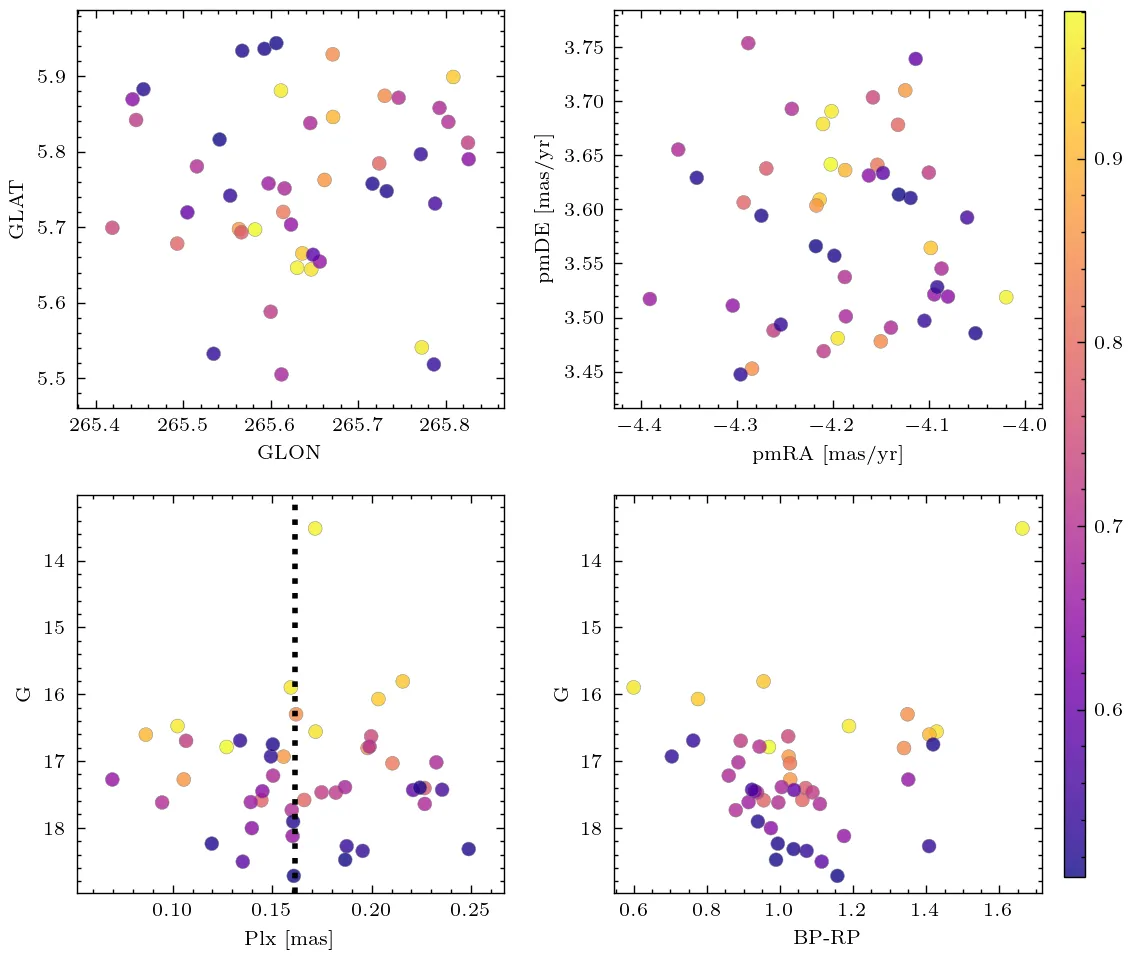 5.9
5.8
5.7
5.6
5.5
GLAT
265.4 265.5 265.6 265.7 265.8
GLON
3.75
3.70
3.65
3.60
3.55
3.50
3.45
pmDE [mas/yr]
−4.4 −4.3 −4.2 −4.1 −4.0
pmRA [mas/yr]
14
15
16
17
18
G
0.10 0.15 0.20 0.25
Plx [mas]
14
15
16
17
18
G
0.6 0.8 1.0 1.2 1.4 1.6
BP-RP
0.9
0.8
0.7
0.6